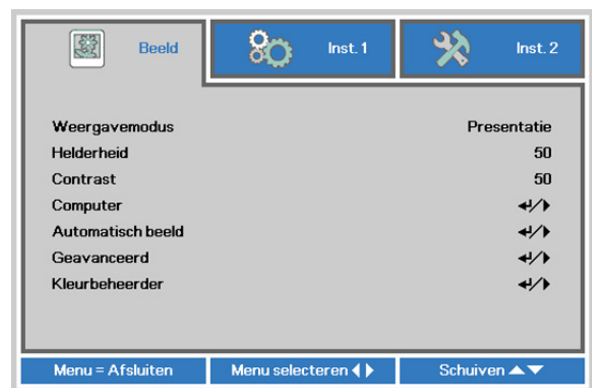 Beeld Inst. 1 Inst. 2
Weergavemodus Presentatie
Helderheid 50
Contrast 50
Computer ↵/▶
Automatisch beeld ↵/▶
Geavanceerd ↵/▶
Kleurbeheerder ↵/▶
Menu = Afsluiten Menu selecteren ◀▶ Schuiven ▲▼